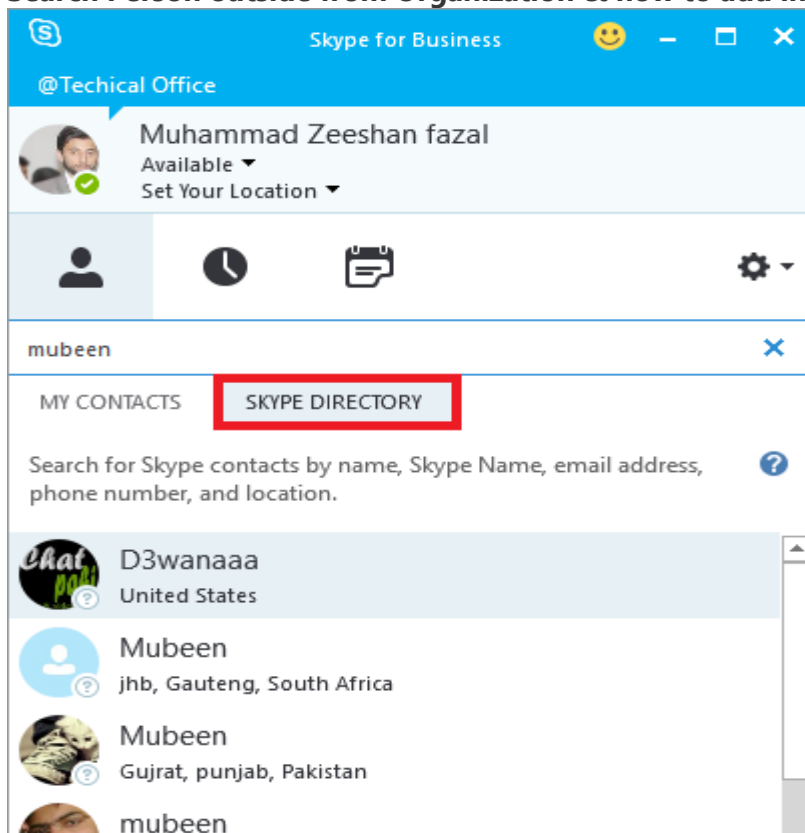 Skype for Business
@Techical Office
Muhammad Zeeshan fazal
Available
Set Your Location
mubeen
MY CONTACTS SKYPE DIRECTORY
Search for Skype contacts by name, Skype Name, email address,
phone number, and location.
Chat
D3wanaaa
United States
Mubeen
jhb, Gauteng, South Africa
Mubeen
Gujrat, punjab, Pakistan
mubeen